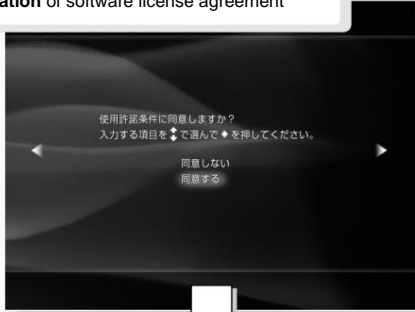 ation of software license agreement
使用許諾条件に同意しますか？
入力する項目を で選んで を押してください。
同意しない
同意する